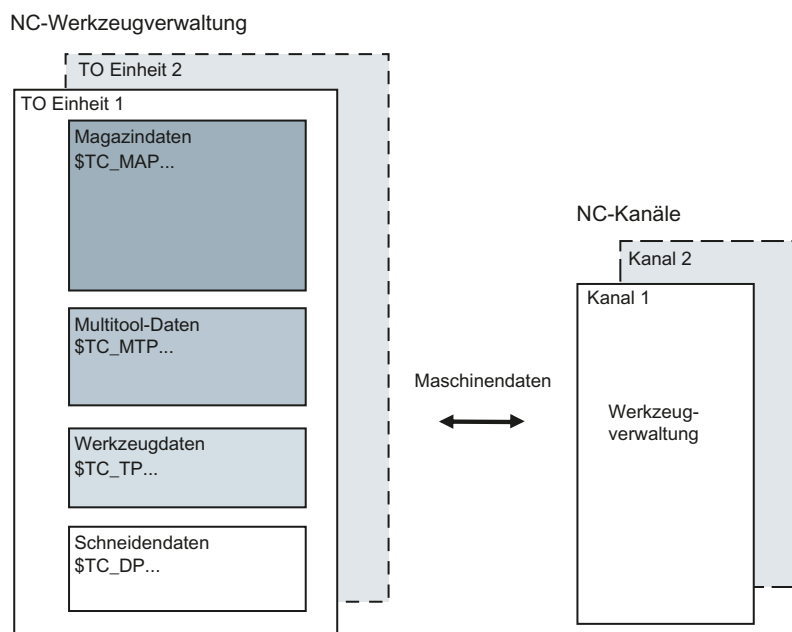 NC-Werkzeugverwaltung
TO Einheit 2
TO Einheit 1
Magazindaten
$TC_MAP...
Multitool-Daten
$TC_MTP...
Werkzeugdaten
$TC_TP...
Schneidendaten
$TC_DP...
Maschinendaten
NC-Kanäle
Kanal 2
Kanal 1
Werkzeug-
verwaltung